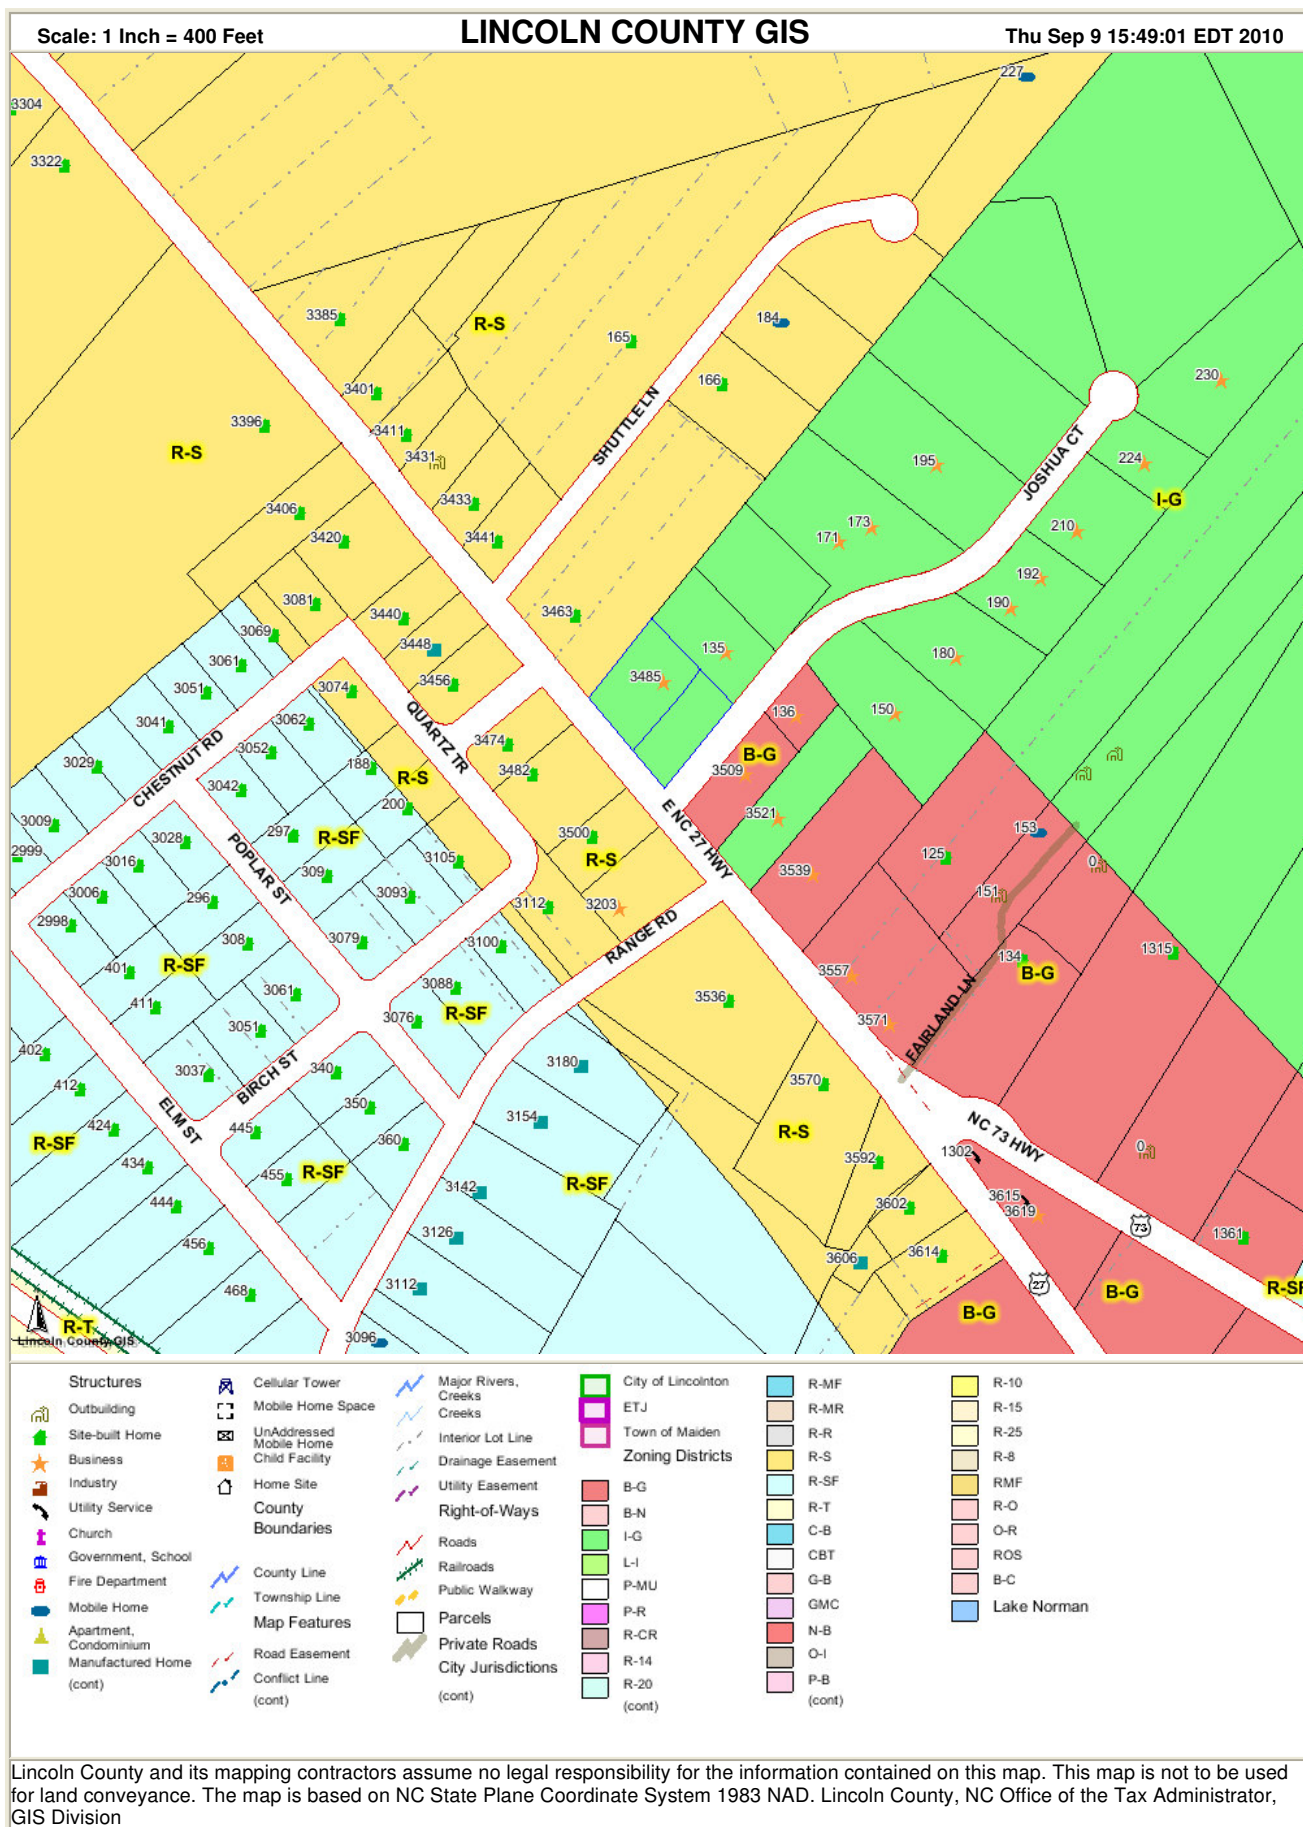 Scale: 1 Inch = 400 Feet
LINCOLN COUNTY GIS
Thu Sep 9 15:49:01 EDT 2010
227
3304
3322
3385
R-S
184
165
166
3401
230
3396
3411
SHUTTLE LN
R-S
3431
195
JOSHUA CT
224
I-G
3433
3406
173
210
3420
3441
171
192
3081
3440
3463
190
3069
3448
135
180
3061
3456
3485
3051
3074
3041
3062
QUARTZ TR
136
150
CHESTNUT RD
3052
3474
B-G
3029
188
R-S
3482
3509
3042
200
E NC 27 HWY
3009
297
R-SF
3500
3521
153
2999
3028
POPLAR ST
3105
R-S
125
0
3016
309
3539
3006
296
3093
3112
3203
151
2998
308
3079
3100
RANGE RD
134
1315
401
R-SF
3061
3088
3557
B-G
411
3051
3076
R-SF
3536
3571
FAIRLAND LN
402
3037
BIRCH ST
340
3180
3570
412
ELM ST
350
424
445
3154
R-S
NC 73 HWY
R-SF
360
1302
0
434
455
R-SF
3592
444
3142
R-SF
3602
3615
3619
456
3126
3606
3614
73
1361
468
3112
27
B-G
R-SF
R-T
B-G
3096
Lincoln County GIS
Structures
Outbuilding
Site-built Home
Business
Industry
Utility Service
Church
Government, School
Fire Department
Mobile Home
Apartment,
Condominium
Manufactured Home
(cont)
Cellular Tower
Mobile Home Space
UnAddressed
Mobile Home
Child Facility
Home Site
County
Boundaries
County Line
Township Line
Map Features
Road Easement
Conflict Line
(cont)
Major Rivers,
Creeks
Creeks
Interior Lot Line
Drainage Easement
Utility Easement
Right-of-Ways
Roads
Railroads
Public Walkway
Parcels
Private Roads
City Jurisdictions
(cont)
City of Lincolnton
ETJ
Town of Maiden
Zoning Districts
B-G
B-N
I-G
L-I
P-MU
P-R
R-CR
R-14
R-20
(cont)
R-MF
R-MR
R-R
R-S
R-SF
R-T
C-B
CBT
G-B
GMC
N-B
O-I
P-B
(cont)
R-10
R-15
R-25
R-8
RMF
R-O
O-R
ROS
B-C
Lake Norman
Lincoln County and its mapping contractors assume no legal responsibility for the information contained on this map. This map is not to be used
for land conveyance. The map is based on NC State Plane Coordinate System 1983 NAD. Lincoln County, NC Office of the Tax Administrator,
GIS Division